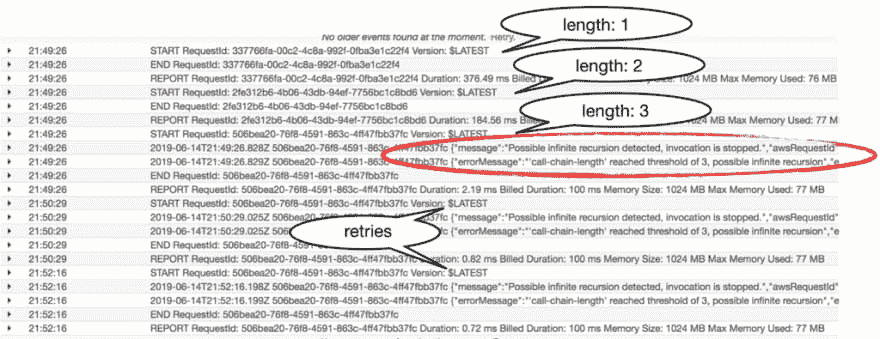 No older events found at the moment. Retry.
length: 1
21:49:26 START RequestId: 337766fa-00c2-4c8a-992f-0fba3e1c22f4 Version: $LATEST
21:49:26 END RequestId: 337766fa-00c2-4c8a-992f-0fba3e1c22f4
length: 2
21:49:26 REPORT RequestId: 337766fa-00c2-4c8a-992f-0fba3e1c22f4 Duration: 376.49 ms Billed 1024 MB Max Memory Used: 76 MB
21:49:26 START RequestId: 2fe312b6-4b06-43db-94ef-7756bc1c8bd6 Version: $LATEST
21:49:26 END RequestId: 2fe312b6-4b06-43db-94ef-7756bc1c8bd6
length: 3
21:49:26 REPORT RequestId: 2fe312b6-4b06-43db-94ef-7756bc1c8bd6 Duration: 184.56 ms Billed 1024 MB Max Memory Used: 77 M
21:49:26 START RequestId: 506bea20-76f8-4591-863c-4ff47fbb37fc Version: $LATEST
21:49:26 2019-06-14T21:49:26.828Z 506bea20-76f8-4591-863c-4ff47fbb37fc {"message":"Possible infinite recursion detected, invocation is stopped.","awsRequestId
21:49:26 2019-06-14T21:49:26.829Z 506bea20-76f8-4591-863c-4ff47fbb37fc {"errorMessage":"'call-chain-length' reached threshold of 3, possible infinite recursion","e
21:49:26 END RequestId: 506bea20-76f8-4591-863c-4ff47fbb37fc
21:49:26 REPORT RequestId: 506bea20-76f8-4591-863c-4ff47fbb37fc Duration: 2.19 ms Billed Duration: 100 ms Memory Size: 1024 MB Max Memory Used: 77 MB
21:50:29 START RequestId: 506bea20-76f8-4591-863c-4ff47fbb37fc Version: $LATEST
21:50:29 2019-06-14T21:50:29.025Z 506bea20-76f8-4591-863c-4ff47fbb37fc {"message":"Possible infinite recursion detected, invocation is stopped.","awsRequestId"
21:50:29 2019-06-14T21:50:29.025Z {"errorMessage":"'call-chain-length' reached threshold of 3, possible infinite recursion","e
retries
21:50:29 END RequestId: 506bea20-76f8-4591-863c-4ff
21:50:29 REPORT RequestId: 506bea20-76f8-4591-863c-4ff47fbb37fc Duration: 0.82 ms Billed Duration: 100 ms Memory Size: 1024 MB Max Memory Used: 77 MB
21:52:16 START RequestId: 506bea20-76f8-4591-863c-4ff47fbb37fc Version: $LATEST
21:52:16 2019-06-14T21:52:16.198Z 506bea20-76f8-4591-863c-4ff47fbb37fc {"message":"Possible infinite recursion detected, invocation is stopped.","awsRequestId"
21:52:16 2019-06-14T21:52:16.199Z 506bea20-76f8-4591-863c-4ff47fbb37fc {"errorMessage":"'call-chain-length' reached threshold of 3, possible infinite recursion","e
21:52:16 END RequestId: 506bea20-76f8-4591-863c-4ff47fbb37fc
21:52:16 REPORT RequestId: 506bea20-76f8-4591-863c-4ff47fbb37fc Duration: 0.72 ms Billed Duration: 100 ms Memory Size: 1024 MB Max Memory Used: 77 MB